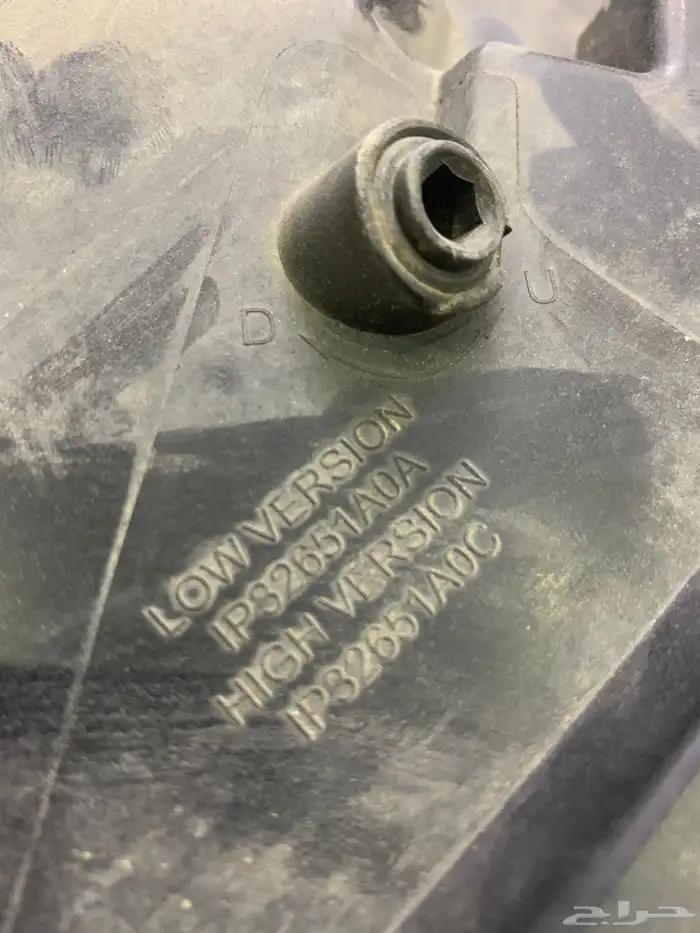 D
U
LOW VERSION
IP32651A0A
HIGH VERSION
IP32651A0C
حراج